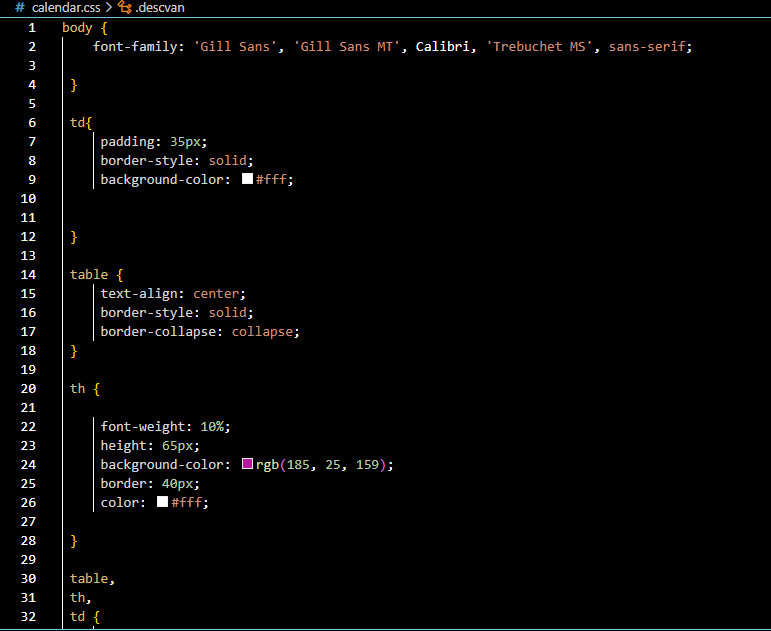 # calendar.css > .descvan
1 body {
2 font-family: 'Gill Sans', 'Gill Sans MT', Calibri, 'Trebuchet MS', sans-serif;
3
4 }
5
6 td{
7 padding: 35px;
8 border-style: solid;
9 background-color: #fff;
10
11
12 }
13
14 table {
15 text-align: center;
16 border-style: solid;
17 border-collapse: collapse;
18 }
19
20 th {
21
22 font-weight: 10%;
23 height: 65px;
24 background-color: rgb(185, 25, 159);
25 border: 40px;
26 color: #fff;
27
28 }
29
30 table,
31 th,
32 td {